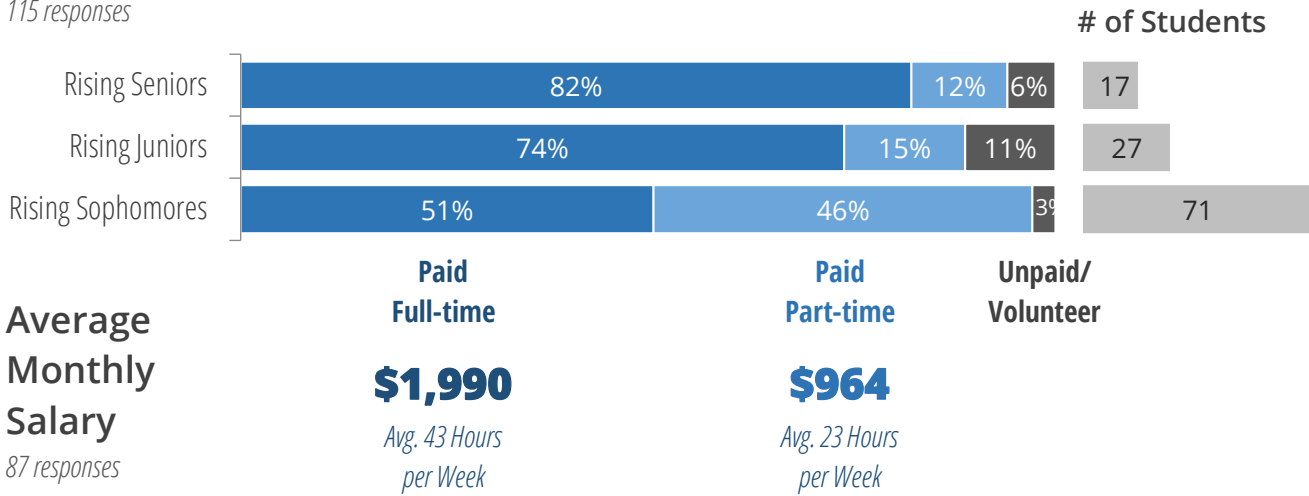 115 responses
# of Students
Rising Seniors 82% 12% 6% 17
Rising Juniors 74% 15% 11% 27
Rising Sophomores 51% 46% 3% 71
Paid Full-time
Paid Part-time
Unpaid/ Volunteer
Average
Monthly
Salary
87 responses
$1,990
Avg. 43 Hours
per Week
$964
Avg. 23 Hours
per Week